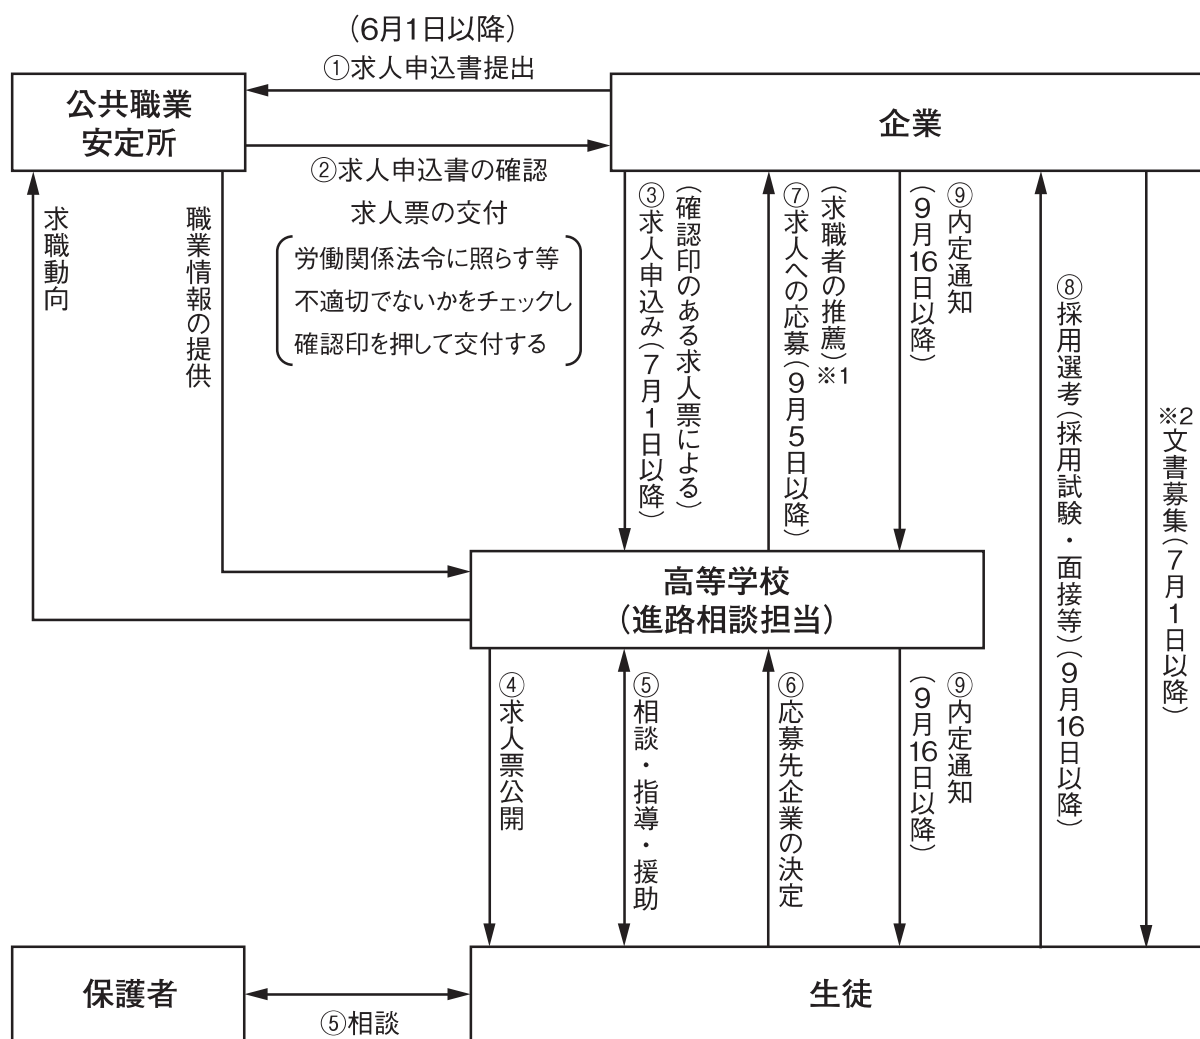 (6月1日以降)
①求人申込書提出
公共職業
安定所
企業
②求人申込書の確認
求人票の交付
労働関係法令に照らす等
不適切でないかをチェックし
確認印を押して交付する
求職動向
職業情報の提供
③求人申込み(7月1日以降)
(確認印のある求人票による)
⑦求人への応募(9月5日以降)
(求職者の推薦)※1
⑨内定通知
(9月16日以降)
⑧採用選考(採用試験・面接等)(9月16日以降)
※2文書募集(7月1日以降)
高等学校
(進路相談担当)
④求人票公開
⑤相談・指導・援助
⑥応募先企業の決定
⑨内定通知
(9月16日以降)
保護者
⑤相談
生徒